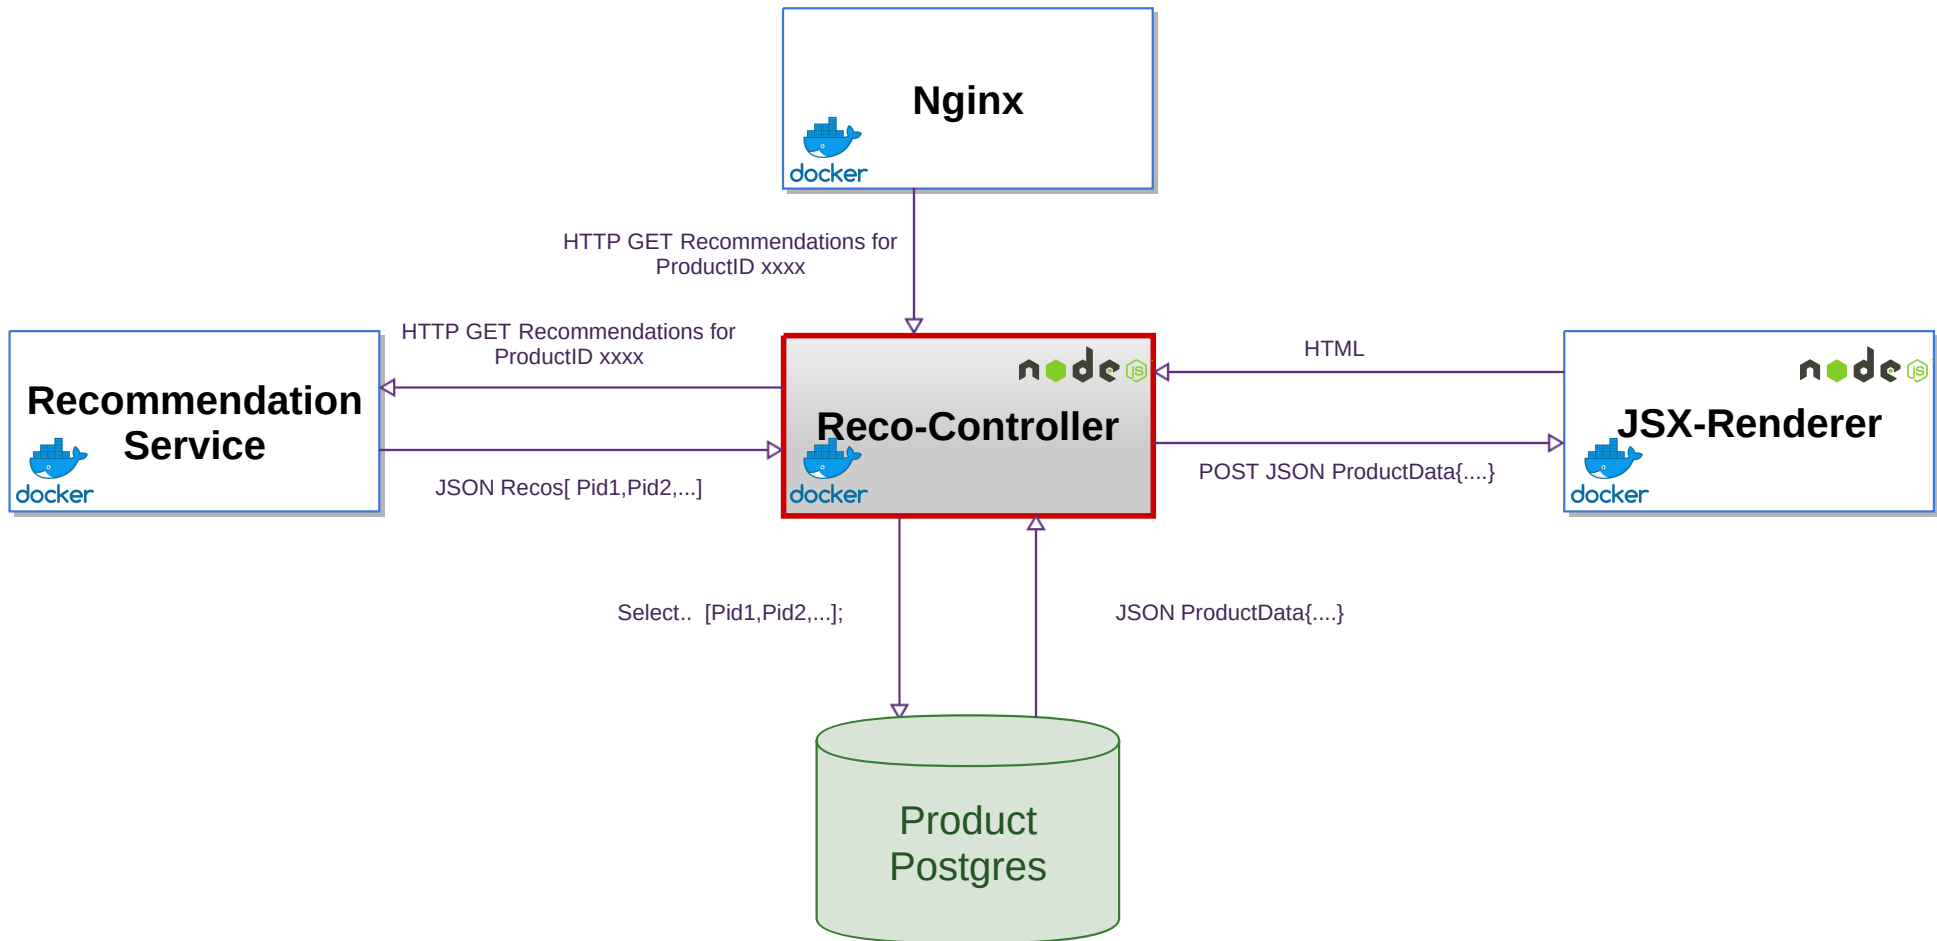 Nginx
docker
HTTP GET Recommendations for
ProductID xxxx
HTTP GET Recommendations for
ProductID xxxx
Recommendation
Service
docker
JSON Recos[ Pid1,Pid2,...]
node JS
Reco-Controller
docker
HTML
POST JSON ProductData{....}
node JS
JSX-Renderer
docker
Select..  [Pid1,Pid2,...];
JSON ProductData{....}
Product
Postgres